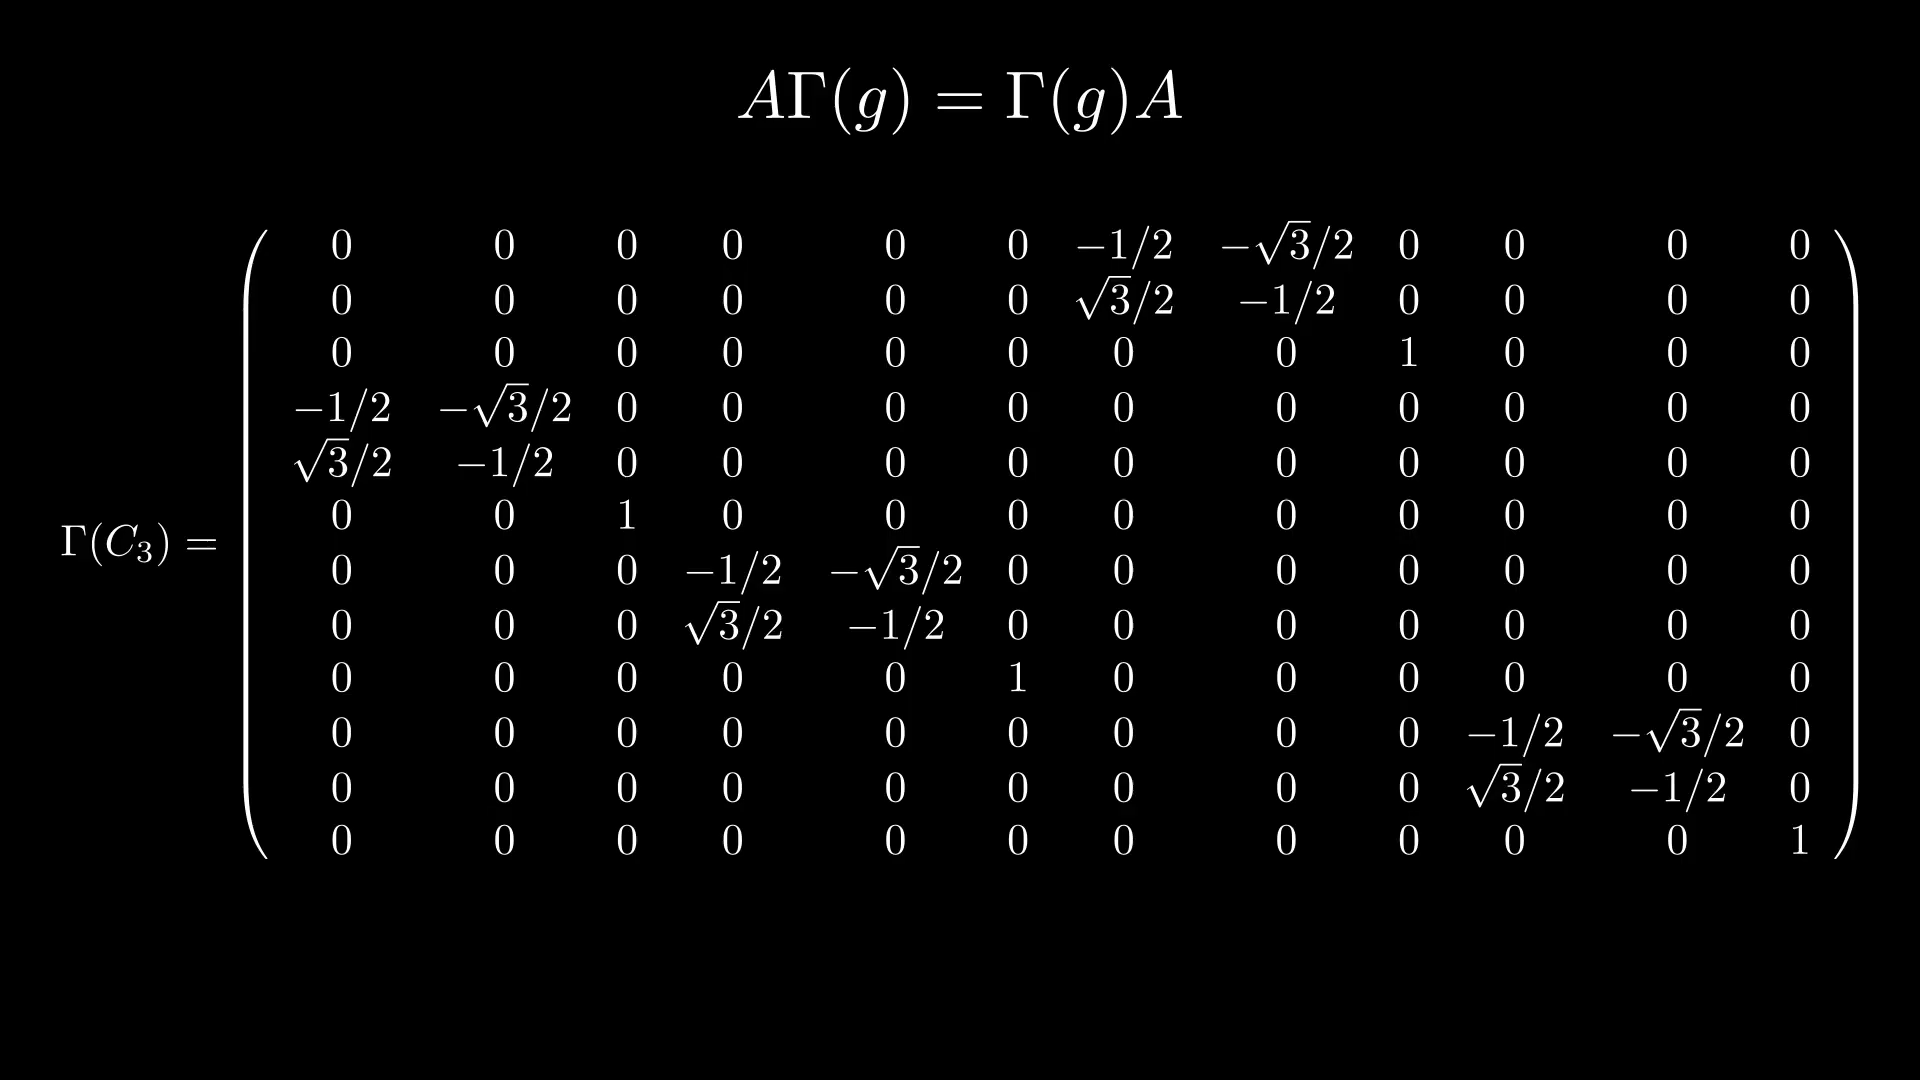 AΓ(g) = Γ(g)A
0 0 0 0 0 0 −1/2 −√3/2 0 0 0 0
0 0 0 0 0 0 √3/2 −1/2 0 0 0 0
0 0 0 0 0 0 0 0 1 0 0 0
−1/2 −√3/2 0 0 0 0 0 0 0 0 0 0
√3/2 −1/2 0 0 0 0 0 0 0 0 0 0
Γ(C₃) = 0 0 1 0 0 0 0 0 0 0 0 0
0 0 0 −1/2 −√3/2 0 0 0 0 0 0 0
0 0 0 √3/2 −1/2 0 0 0 0 0 0 0
0 0 0 0 0 1 0 0 0 0 0 0
0 0 0 0 0 0 0 0 0 −1/2 −√3/2 0
0 0 0 0 0 0 0 0 0 √3/2 −1/2 0
0 0 0 0 0 0 0 0 0 0 0 1